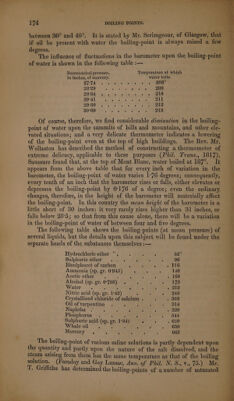 174 BOILING POINTS.
between 30° and 40°. It is stated by Mr. Scrimgeour, of Glasgow, that
if oil be present with water the boiling-point is always raised a few
degrees.
The influence of fluctuations in the barometer upon the boiling-point
of water is shown in the following table :—
Barometrical pressure, Temperature of which
in inches, of mercury. water boils.
27·74 . . . . . . 208°
28·29 . . . . . . 209
28·84 . . . . . . 210
29·41 . . . . . . 211
29·80 . . . . . . 212
30·60 . . . . . . 213
Of course, therefore, we find considerable diminution in the boiling-
point of water upon the summits of hills and mountains, and other ele-
vated situations; and a very delicate thermometer indicates a lowering
of the boiling-point even at the top of high buildings. The Rev. Mr.
Wollaston has described the method of constructing a thermometer of
extreme delicacy, applicable to these purposes (Phil. Trans., 1817).
Saussure found that, at the top of Mont Blanc, water boiled at 187°. It
appears from the above table that for every inch of variation in the
barometer, the boiling-point of water varies 1·76 degrees; consequently,
every tenth of an inch that the barometer rises or falls, either elevates or
depresses the boiling-point by 0·176 of a degree; even the ordinary
changes, therefore, in the height of the barometer will materially affect
the boiling-point. In this country the mean height of the barometer is a
little short of 30 inches: it very rarely rises higher than 31 inches, or
falls below 28·5; so that from this cause alone, there will be a variation
in the boiling-point of water of between four and five degrees.
The following table shows the boiling points (at mean pressure) of
several liquids, but the details upon this subject will be found under the
separate heads of the substances themselves :—
Hydrochloric ether . . . . . . 52°
Sulphuric ether . . . . . . 96
Bisulphuret of carbon . . . . . . 118
Ammonia (sp. gr. 0·945) . . . . . . 140
Acetic ether . . . . . . 160
Alcohol (sp. gr. 0·798) . . . . . . 173
Water . . . . . . 212
Nitric acid (sp. gr. 1·42) . . . . . . 248
Crystallized chloride of calcium . . . . . . 302
Oil of turpentine . . . . . . 314
Naphtha . . . . . . 320
Phosphorus . . . . . . 554
Sulphuric acid (sp. gr. 1·84) . . . . . . 620
Whale oil . . . . . . 630
Mercury . . . . . . 662
The boiling-point of various saline solutions is partly dependent upon
the quantity and partly upon the nature of the salt dissolved, and the
steam arising from them has the same temperature as that of the boiling
solution. (Faraday and Gay Lussac, Ann. of Phil. N. S., v., 75.) Mr.
T. Griffiths has determined the boiling-points of a number of saturated